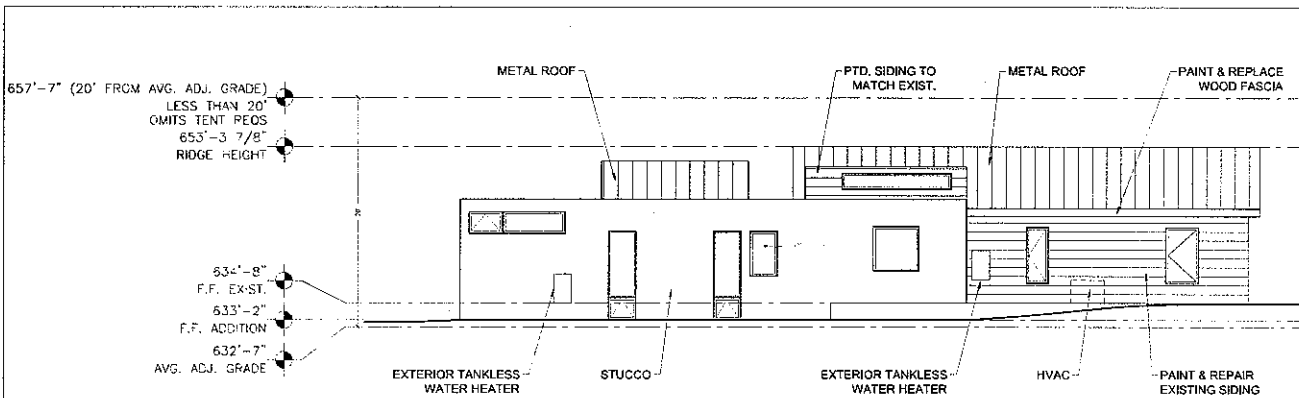 METAL ROOF
PTD. SIDING TO
MATCH EXIST.
METAL ROOF
PAINT & REPLACE
WOOD FASCIA
657'-7" (20' FROM AVG. ADJ. GRADE)
LESS THAN 20'
OMITS TENT REQS
653'-3 7/8"
RIDGE HEIGHT
634'-8"
F.F. EXIST.
633'-2"
F.F. ADDITION
632'-7"
AVG. ADJ. GRADE
EXTERIOR TANKLESS
WATER HEATER
STUCCO
EXTERIOR TANKLESS
WATER HEATER
HVAC
PAINT & REPAIR
EXISTING SIDING